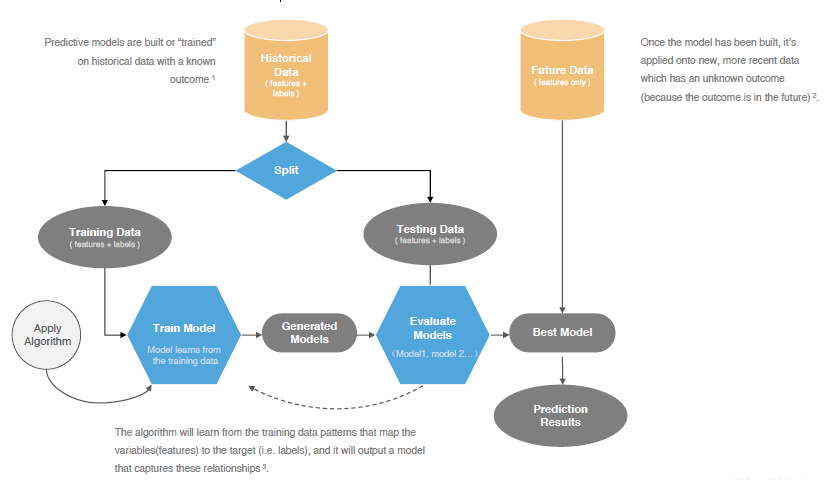 Predictive models are built or “trained”
on historical data with a known
outcome ¹
Historical
Data
( features +
labels )
Future Data
( features only )
Once the model has been built, it’s
applied onto new, more recent data
which has an unknown outcome
(because the outcome is in the future) ².
Split
Training Data
( features + labels )
Testing Data
( features + labels )
Apply
Algorithm
Train Model
Model learns from
the training data
Generated
Models
Evaluate
Models
(Model1, model 2…)
Best Model
Prediction
Results
The algorithm will learn from the training data patterns that map the
variables(features) to the target (i.e. labels), and it will output a model
that captures these relationships ³.